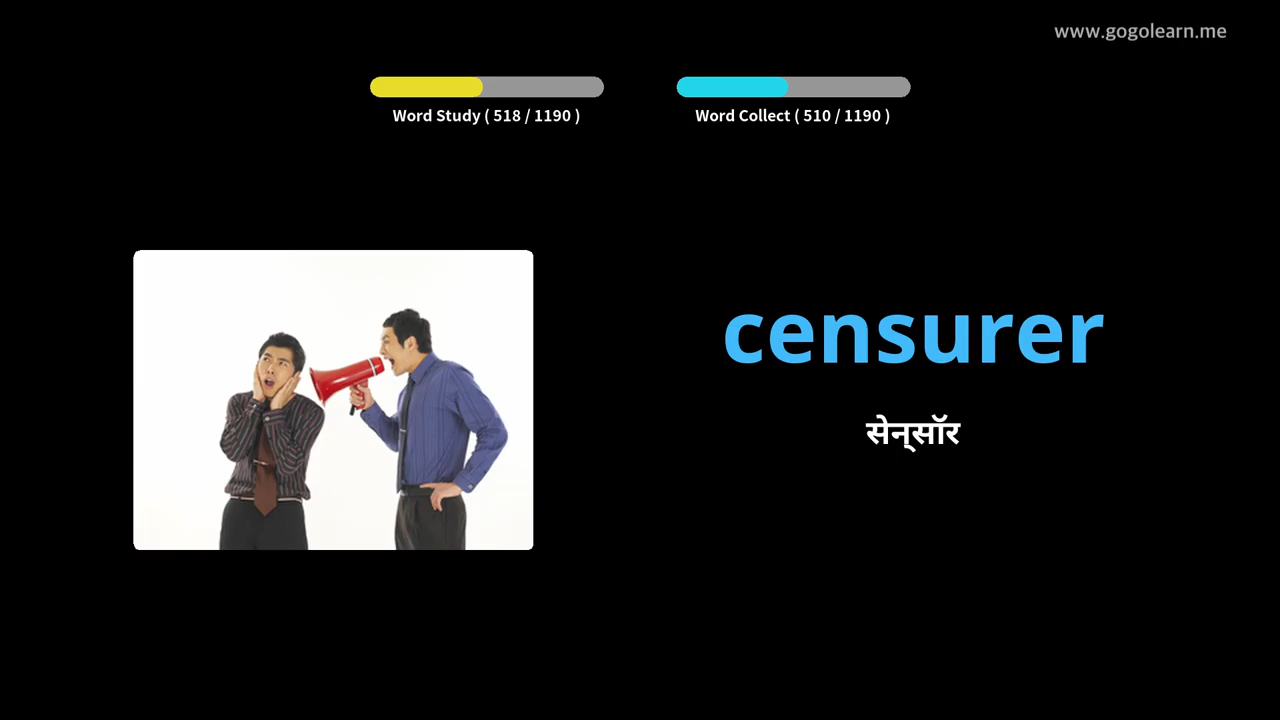 www.gogolearn.me
Word Study ( 518 / 1190 )
Word Collect ( 510 / 1190 )
censurer
सेन्‌सॉर